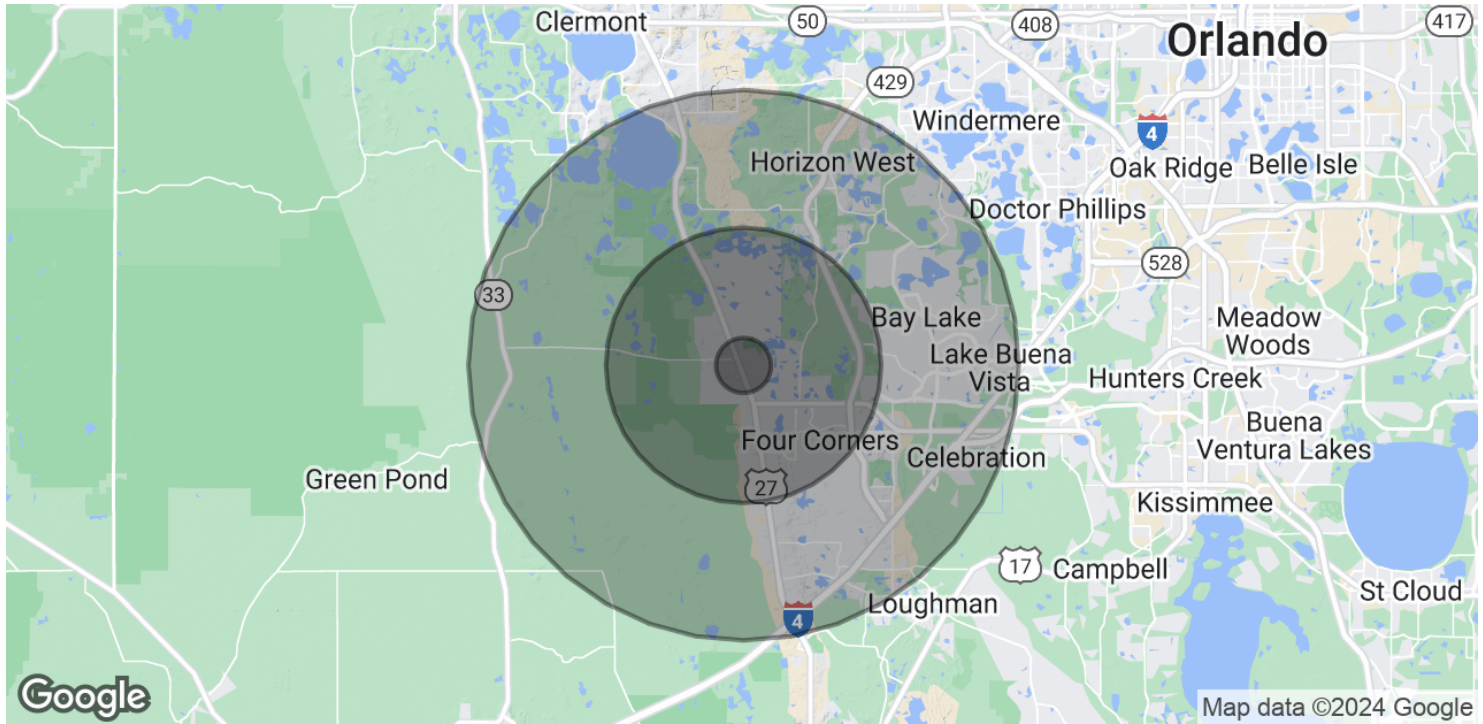 Clermont
50
408
417
Orlando
429
Windermere
4
Horizon West
Oak Ridge
Belle Isle
Doctor Phillips
528
33
Bay Lake
Meadow
Woods
Lake Buena
Vista
Hunters Creek
Four Corners
Buena
Ventura Lakes
Celebration
Green Pond
27
Kissimmee
17
Campbell
St Cloud
Loughman
4
Google
Map data ©2024 Google